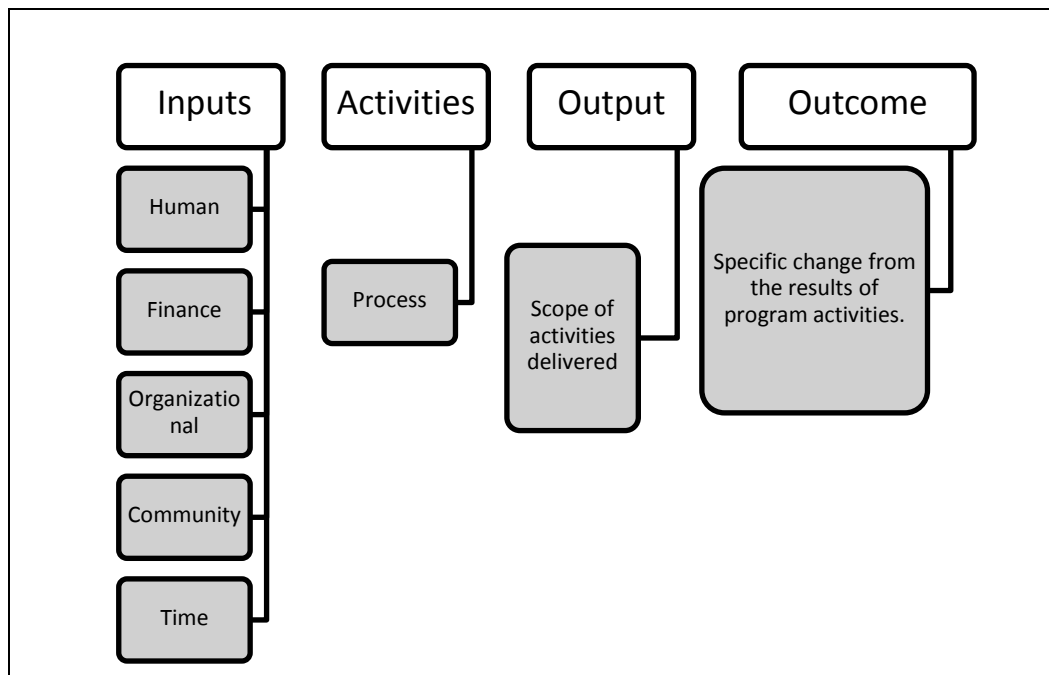 Inputs
Activities
Output
Outcome
Human
Finance
Organizatio
nal
Community
Time
Process
Scope of
activities
delivered
Specific change from
the results of
program activities.